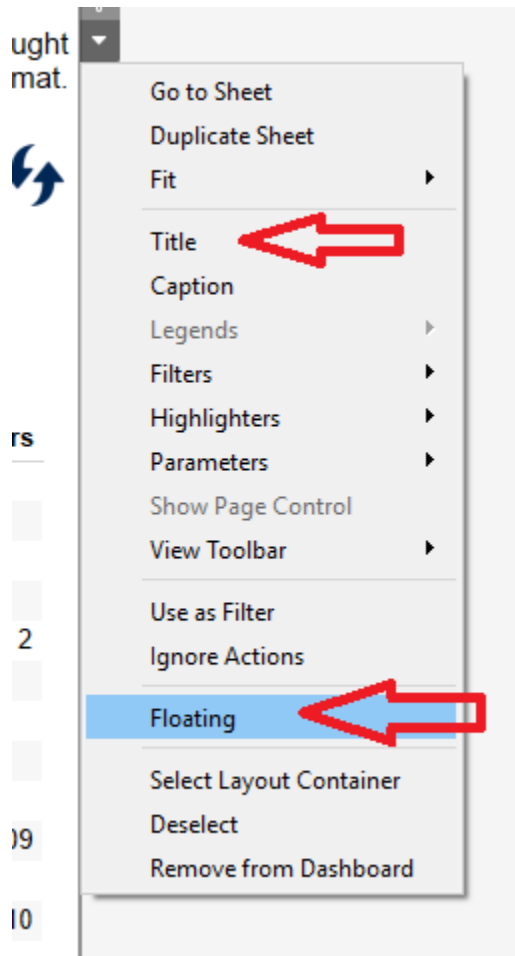 ught
mat.
Go to Sheet
Duplicate Sheet
Fit
Title
Caption
Legends
Filters
Highlighters
Parameters
Show Page Control
View Toolbar
Use as Filter
Ignore Actions
Floating
Select Layout Container
Deselect
Remove from Dashboard
rs
2
09
10